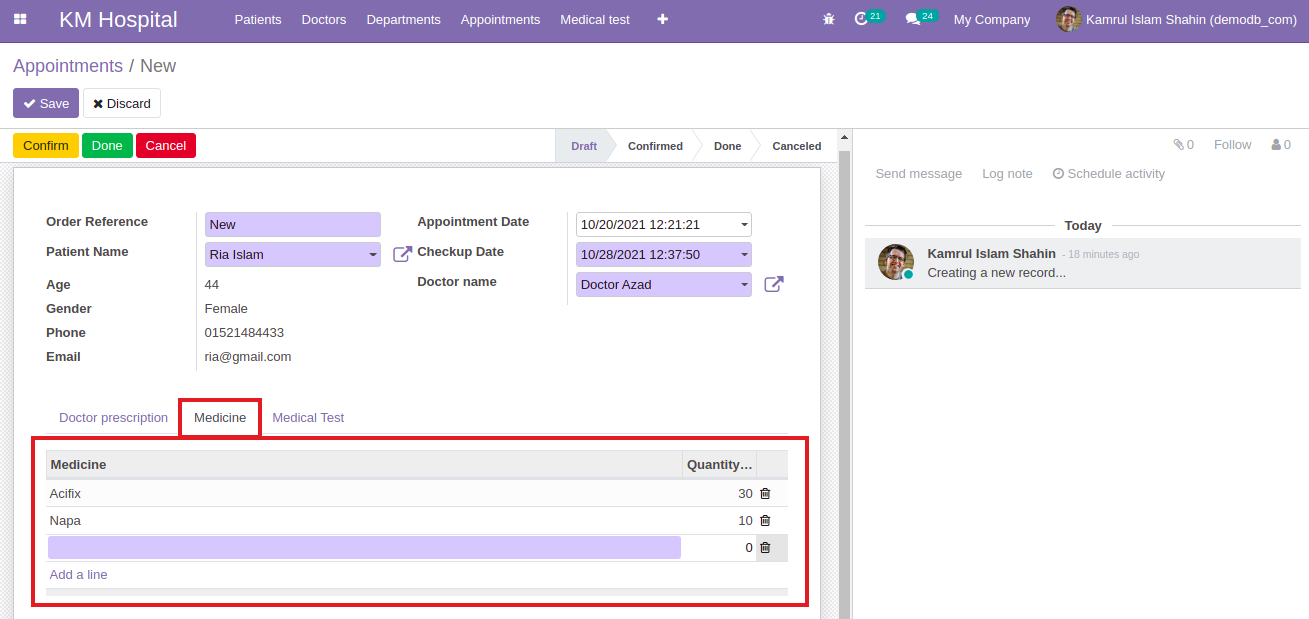 KM Hospital Patients Doctors Departments Appointments Medical test 21 24 My Company Kamrul Islam Shahin (demodb_com)
Appointments / New
Save Discard
Confirm Done Cancel Draft Confirmed Done Canceled
0 Follow 0
Send message Log note Schedule activity
Order Reference New Appointment Date 10/20/2021 12:21:21
Patient Name Ria Islam Checkup Date 10/28/2021 12:37:50
Age 44 Doctor name Doctor Azad
Gender Female
Phone 01521484433
Email ria@gmail.com
Today
Kamrul Islam Shahin - 18 minutes ago
Creating a new record...
Doctor prescription Medicine Medical Test
Medicine Quantity...
Acifix 30
Napa 10
0
Add a line